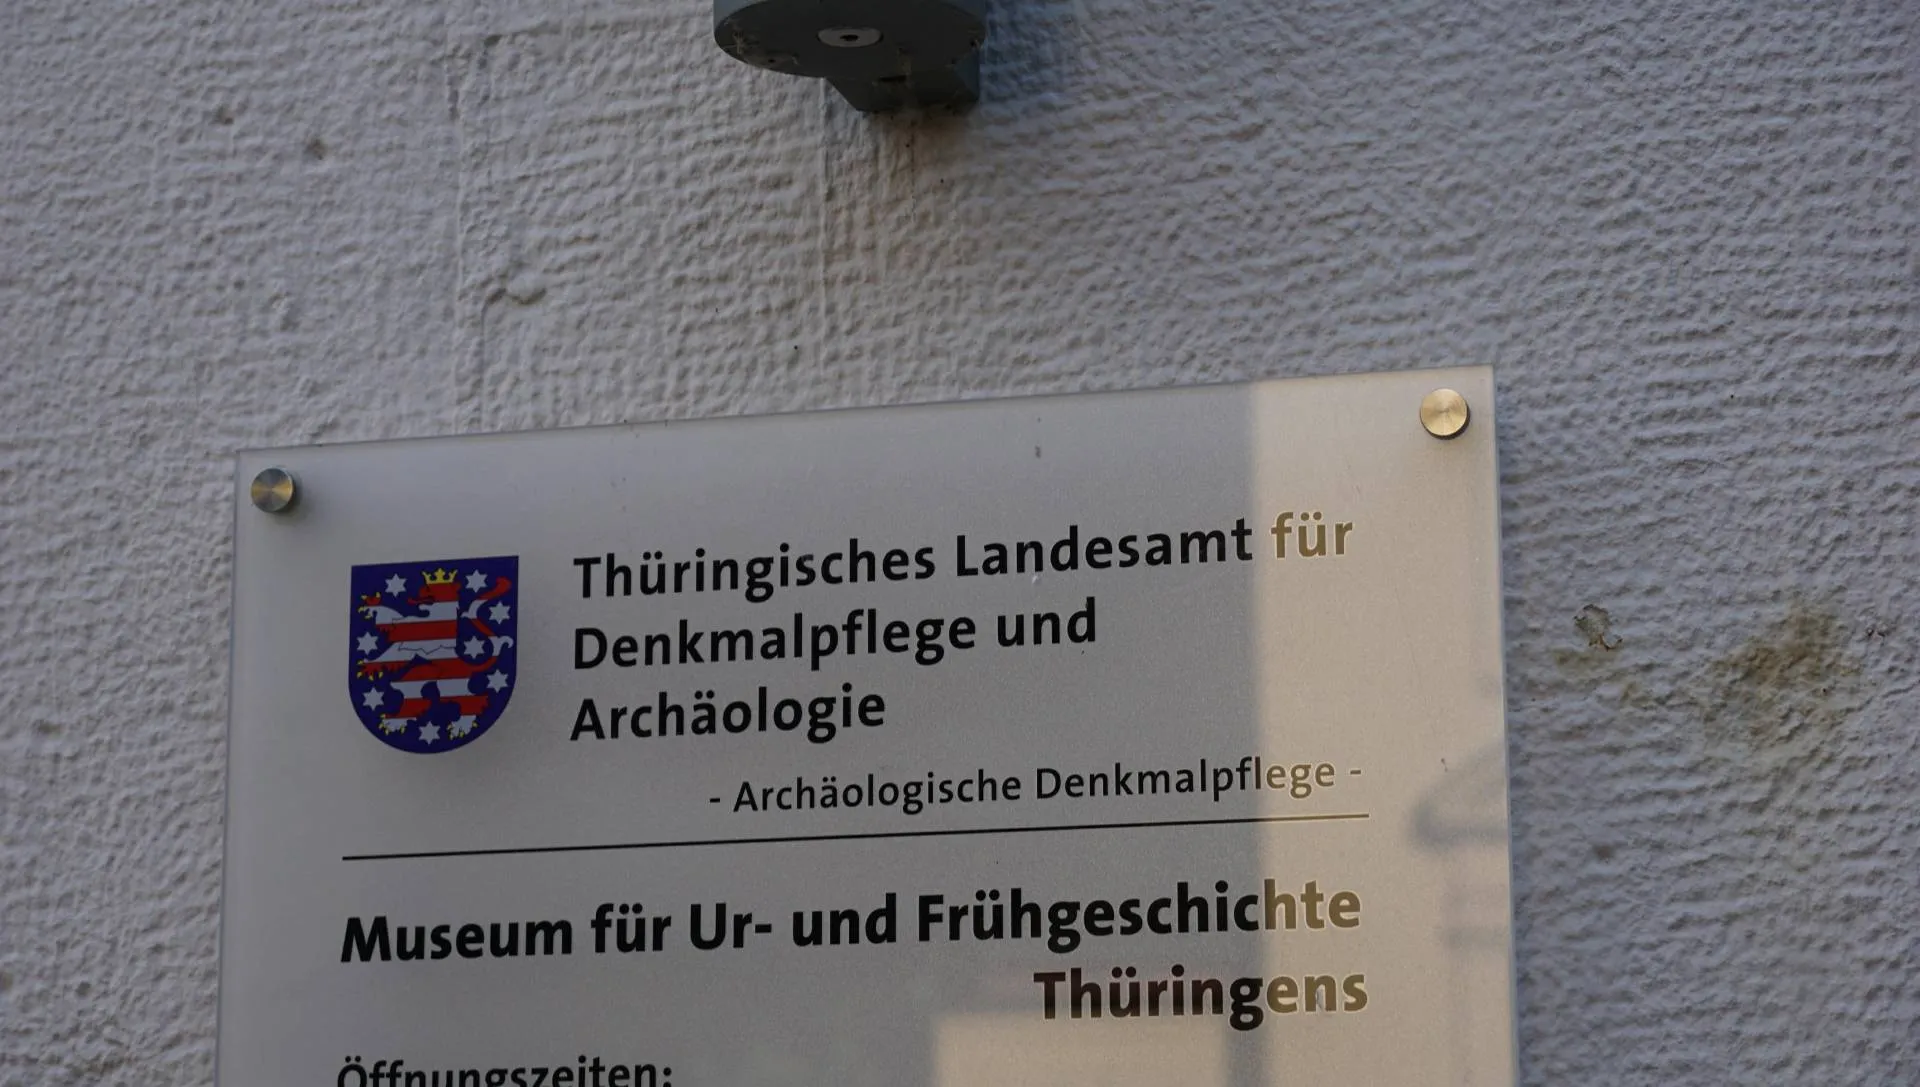 Thüringisches Landesamt für
Denkmalpflege und
Archäologie
- Archäologische Denkmalpflege -
Museum für Ur- und Frühgeschichte
Thüringens
Öffnungszeiten: